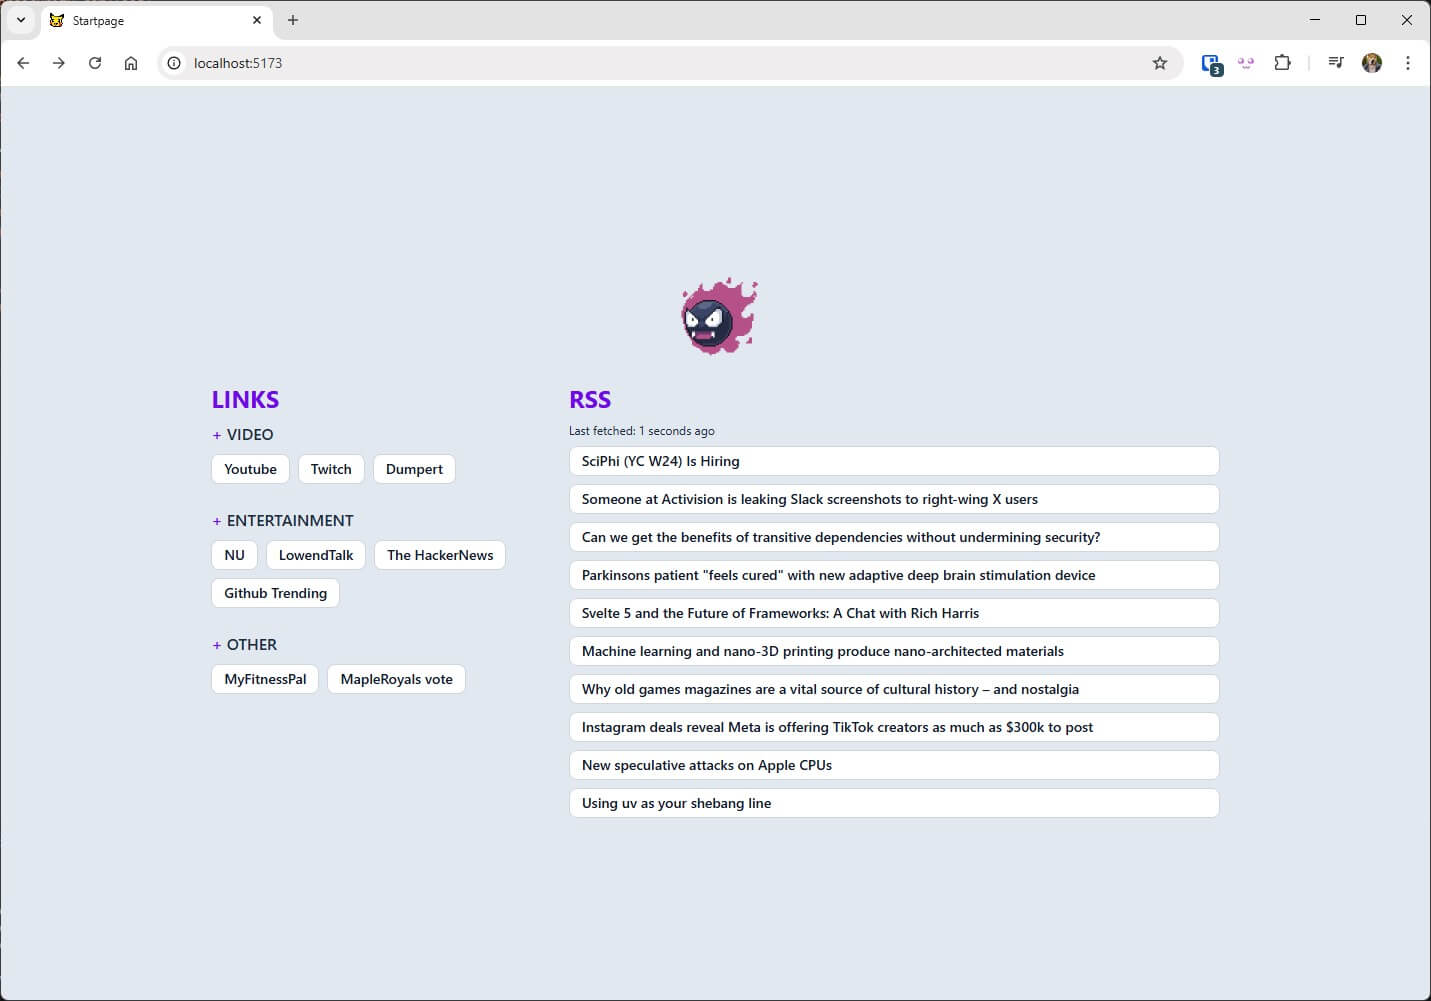 Startpage
localhost:5173
3
LINKS
+ VIDEO
Youtube Twitch Dumpert
+ ENTERTAINMENT
NU LowendTalk The HackerNews
Github Trending
+ OTHER
MyFitnessPal MapleRoyals vote
RSS
Last fetched: 1 seconds ago
SciPhi (YC W24) Is Hiring
Someone at Activision is leaking Slack screenshots to right-wing X users
Can we get the benefits of transitive dependencies without undermining security?
Parkinsons patient "feels cured" with new adaptive deep brain stimulation device
Svelte 5 and the Future of Frameworks: A Chat with Rich Harris
Machine learning and nano-3D printing produce nano-architected materials
Why old games magazines are a vital source of cultural history – and nostalgia
Instagram deals reveal Meta is offering TikTok creators as much as $300k to post
New speculative attacks on Apple CPUs
Using uv as your shebang line